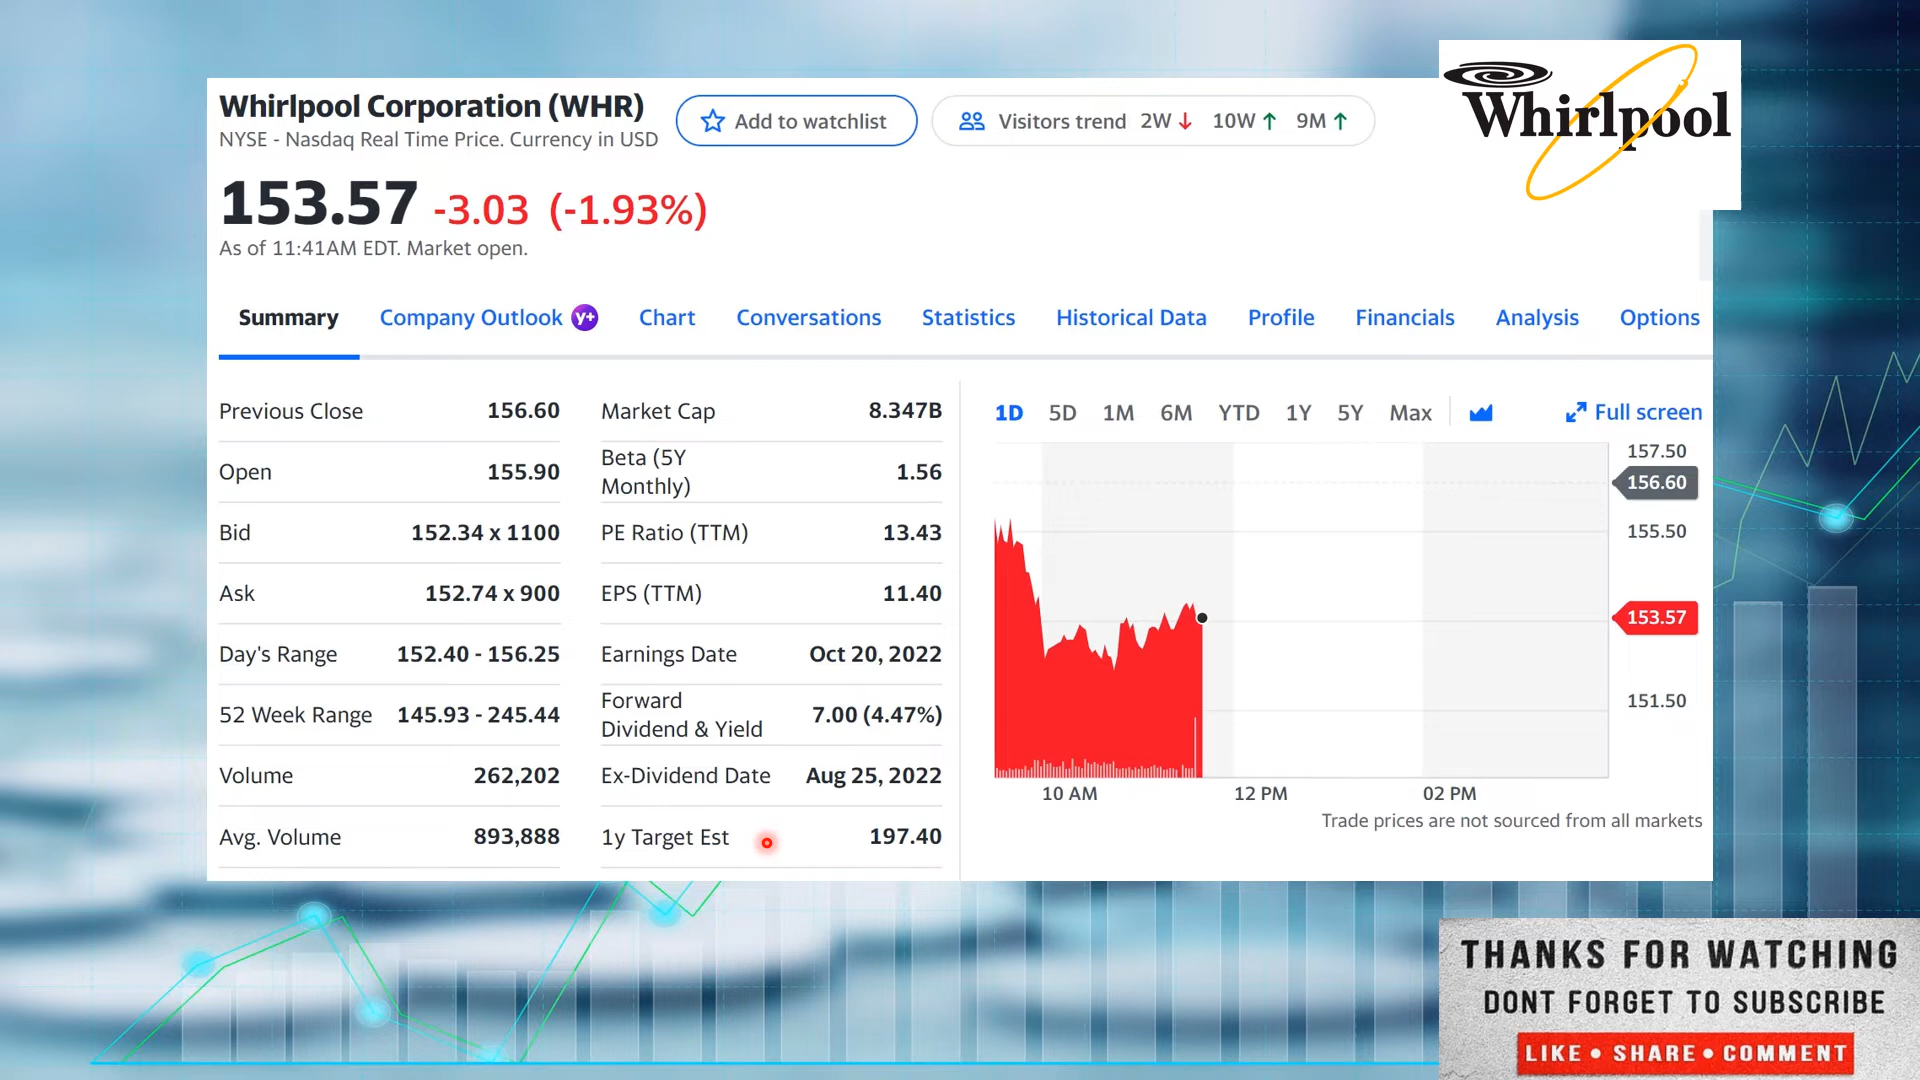 Whirlpool
Whirlpool Corporation (WHR)
NYSE - Nasdaq Real Time Price. Currency in USD
Add to watchlist
Visitors trend 2W 10W 9M
153.57 -3.03 (-1.93%)
As of 11:41AM EDT. Market open.
Summary Company Outlook y+ Chart Conversations Statistics Historical Data Profile Financials Analysis Options
Previous Close 156.60
Open 155.90
Bid 152.34 x 1100
Ask 152.74 x 900
Day's Range 152.40 - 156.25
52 Week Range 145.93 - 245.44
Volume 262,202
Avg. Volume 893,888
Market Cap 8.347B
Beta (5Y
Monthly) 1.56
PE Ratio (TTM) 13.43
EPS (TTM) 11.40
Earnings Date Oct 20, 2022
Forward
Dividend & Yield 7.00 (4.47%)
Ex-Dividend Date Aug 25, 2022
1y Target Est 197.40
1D 5D 1M 6M YTD 1Y 5Y Max Full screen
157.50
156.60
155.50
153.57
151.50
10 AM 12 PM 02 PM
Trade prices are not sourced from all markets
THANKS FOR WATCHING
DONT FORGET TO SUBSCRIBE
LIKE • SHARE • COMMENT